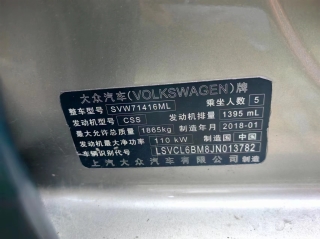 大众汽车(VOLKSWAGEN)牌
整车型号 SVW71416ML 乘坐人数 5
发动机型号 CSS 发动机排量 1395 mL
最大允许总质量 1865kg 制造年月 2018-01
发动机最大净功率 110 kW 制造国 中国
车辆识别代号 LSVCL6BM8JN013782
上汽大众汽车有限公司 制造